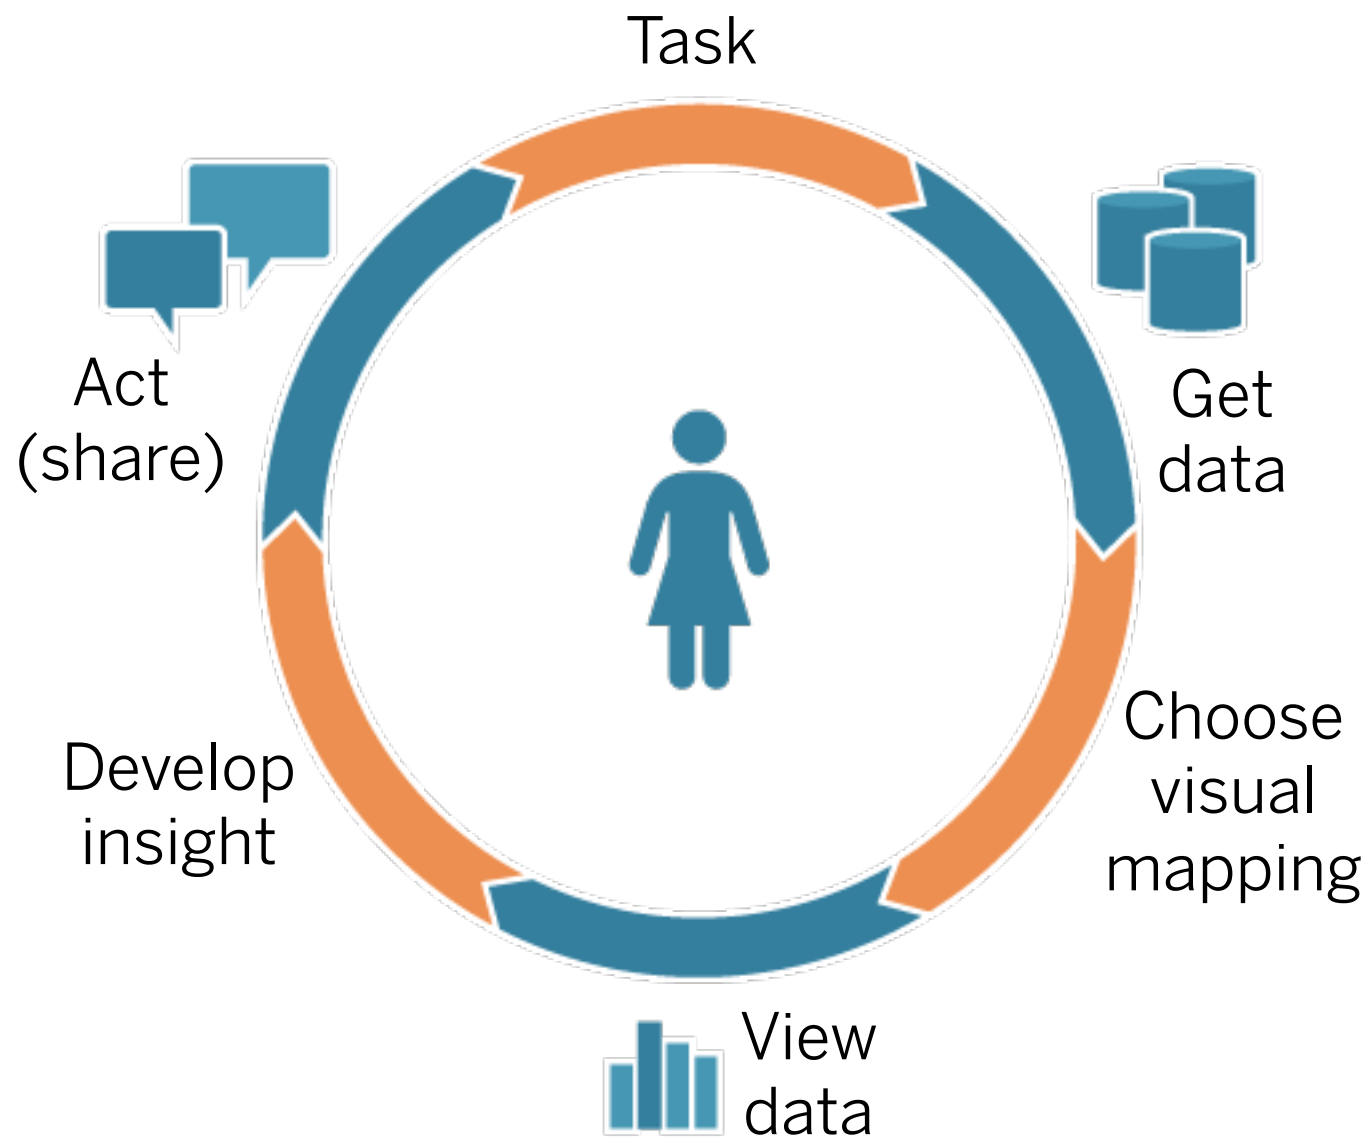 Task
Get
data
Choose
visual
mapping
View
data
Develop
insight
Act
(share)